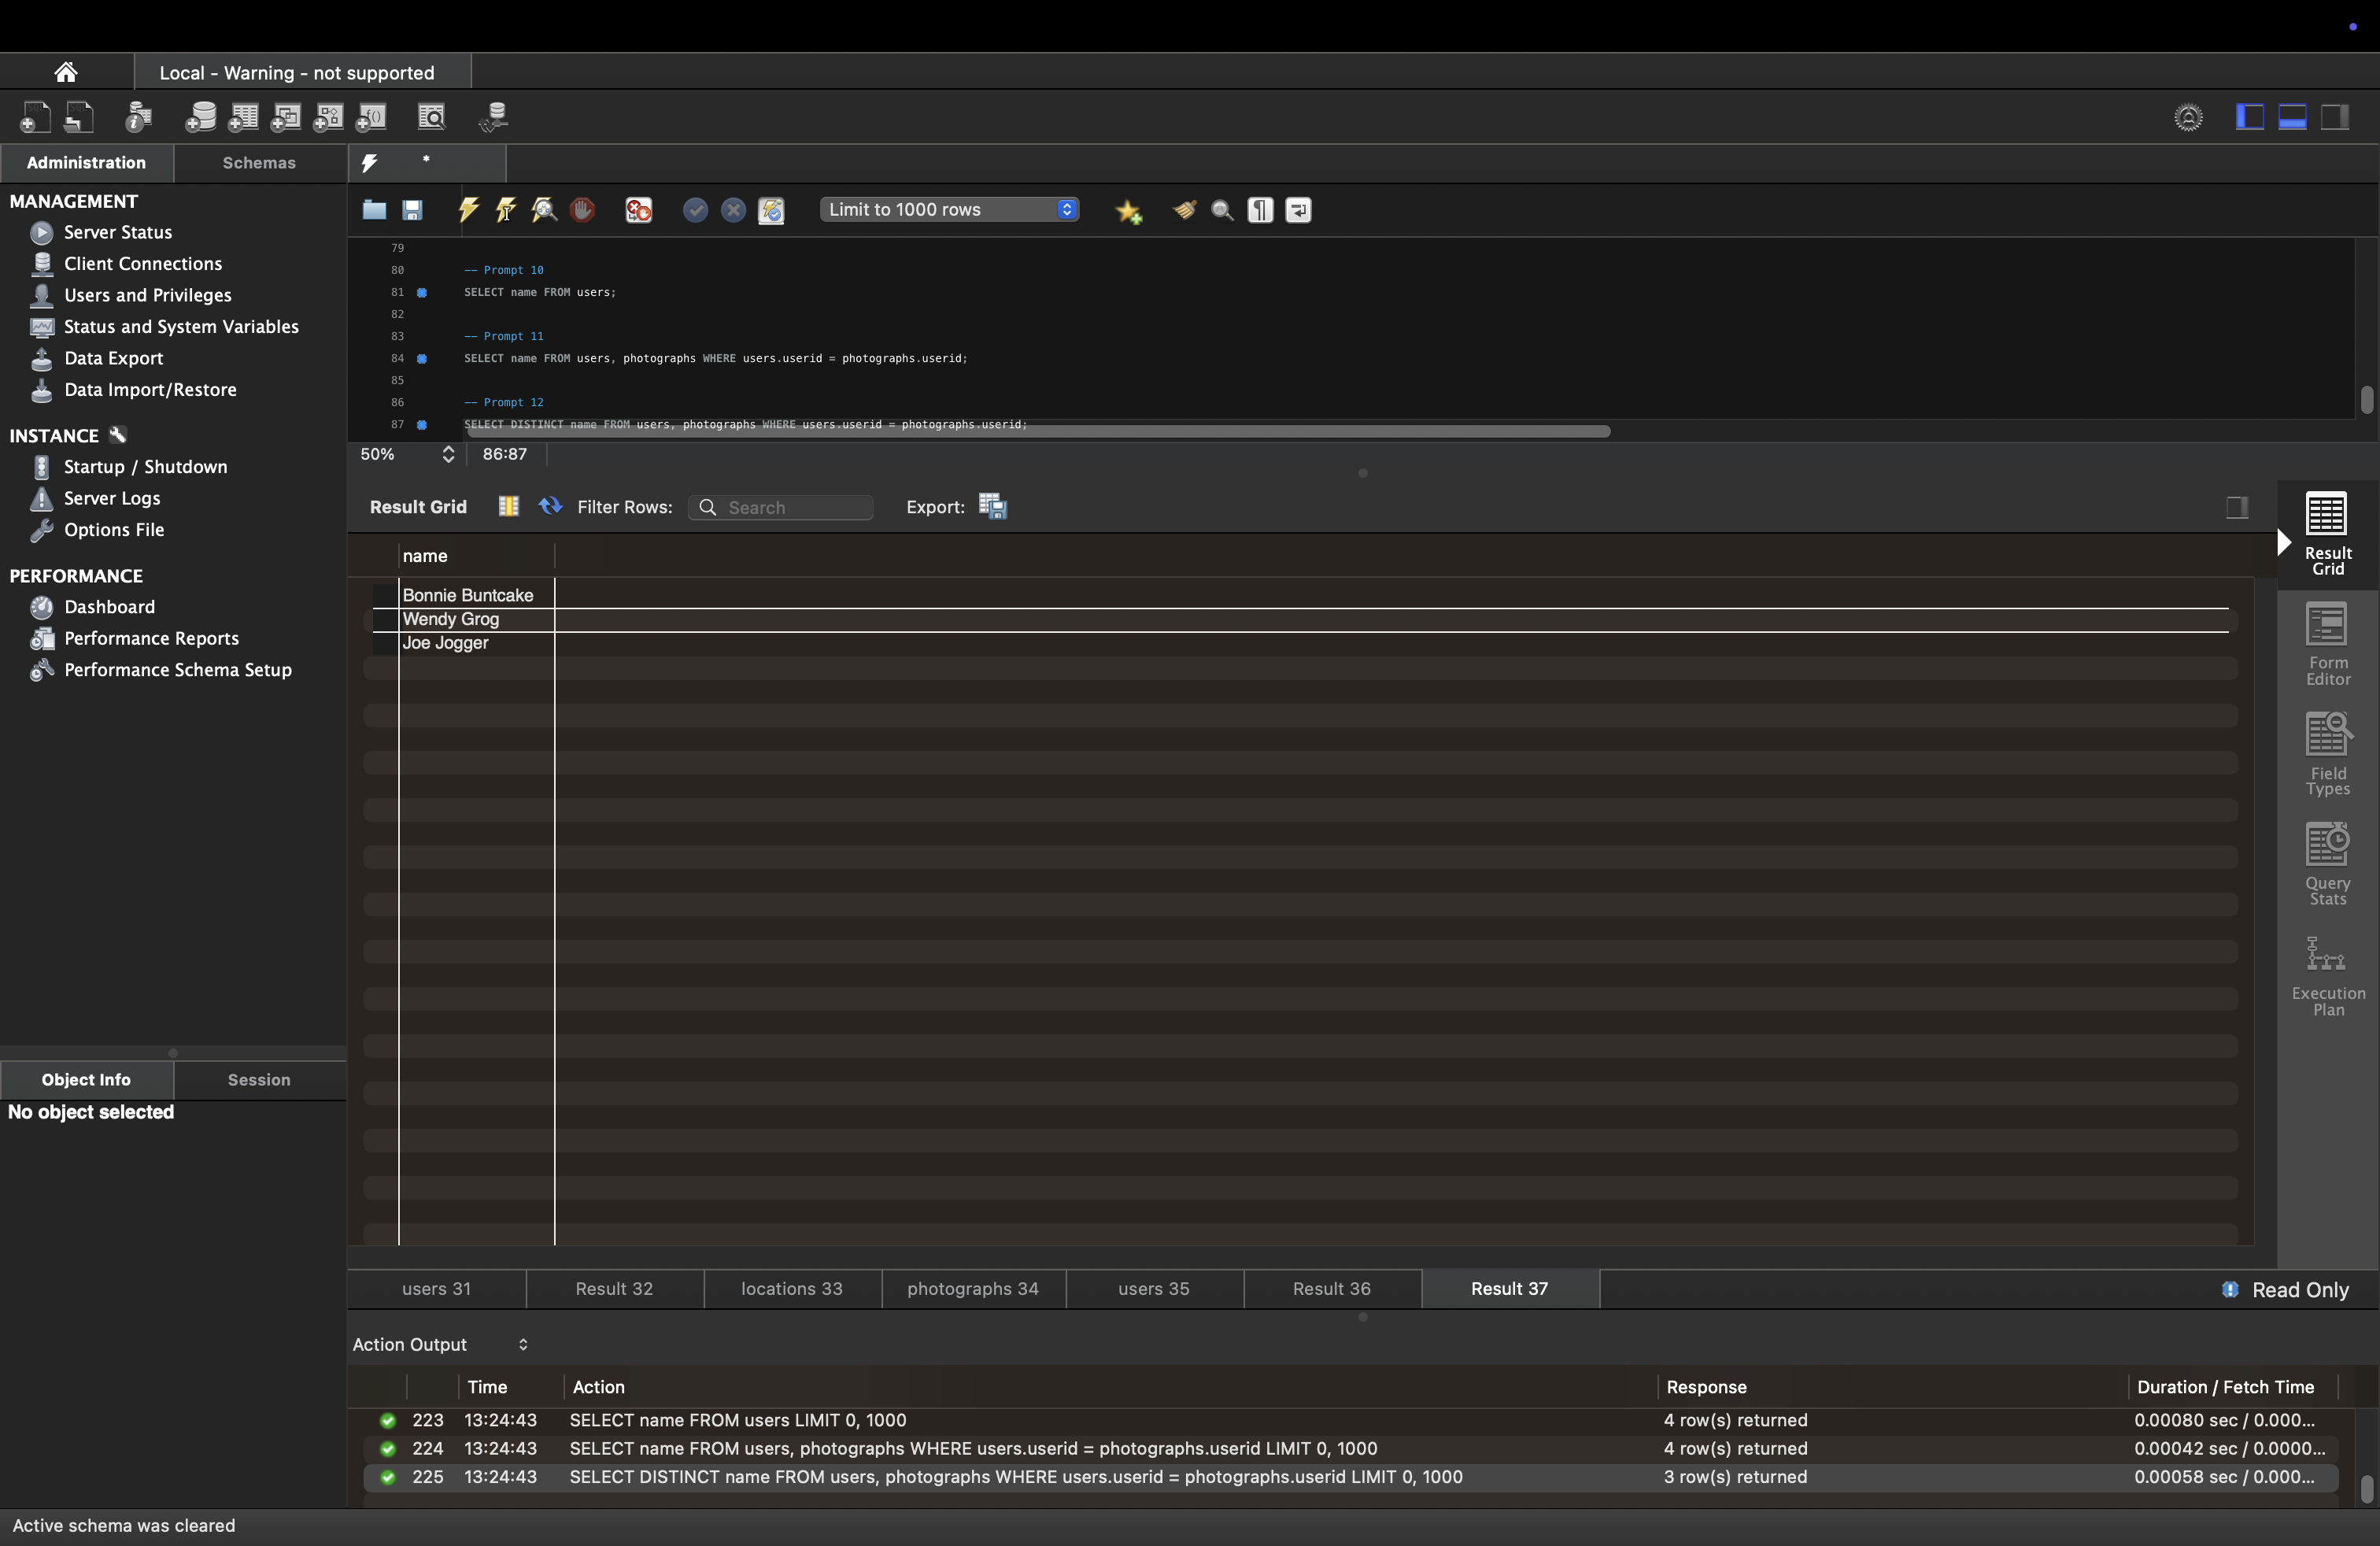 Local - Warning - not supported
Administration
Schemas
*
MANAGEMENT
Server Status
Client Connections
Users and Privileges
Status and System Variables
Data Export
Data Import/Restore
INSTANCE
Startup / Shutdown
Server Logs
Options File
PERFORMANCE
Dashboard
Performance Reports
Performance Schema Setup
Object Info
Session
No object selected
Limit to 1000 rows
79
80 -- Prompt 10
81 SELECT name FROM users;
82
83 -- Prompt 11
84 SELECT name FROM users, photographs WHERE users.userid = photographs.userid;
85
86 -- Prompt 12
87 SELECT DISTINCT name FROM users, photographs WHERE users.userid = photographs.userid;
50% 86:87
Result Grid Filter Rows: Search Export:
name
Bonnie Buntcake
Wendy Grog
Joe Jogger
Result
Grid
Form
Editor
Field
Types
Query
Stats
Execution
Plan
users 31 Result 32 locations 33 photographs 34 users 35 Result 36 Result 37 Read Only
Action Output
Time Action Response Duration / Fetch Time
223 13:24:43 SELECT name FROM users LIMIT 0, 1000 4 row(s) returned 0.00080 sec / 0.000...
224 13:24:43 SELECT name FROM users, photographs WHERE users.userid = photographs.userid LIMIT 0, 1000 4 row(s) returned 0.00042 sec / 0.0000...
225 13:24:43 SELECT DISTINCT name FROM users, photographs WHERE users.userid = photographs.userid LIMIT 0, 1000 3 row(s) returned 0.00058 sec / 0.000...
Active schema was cleared